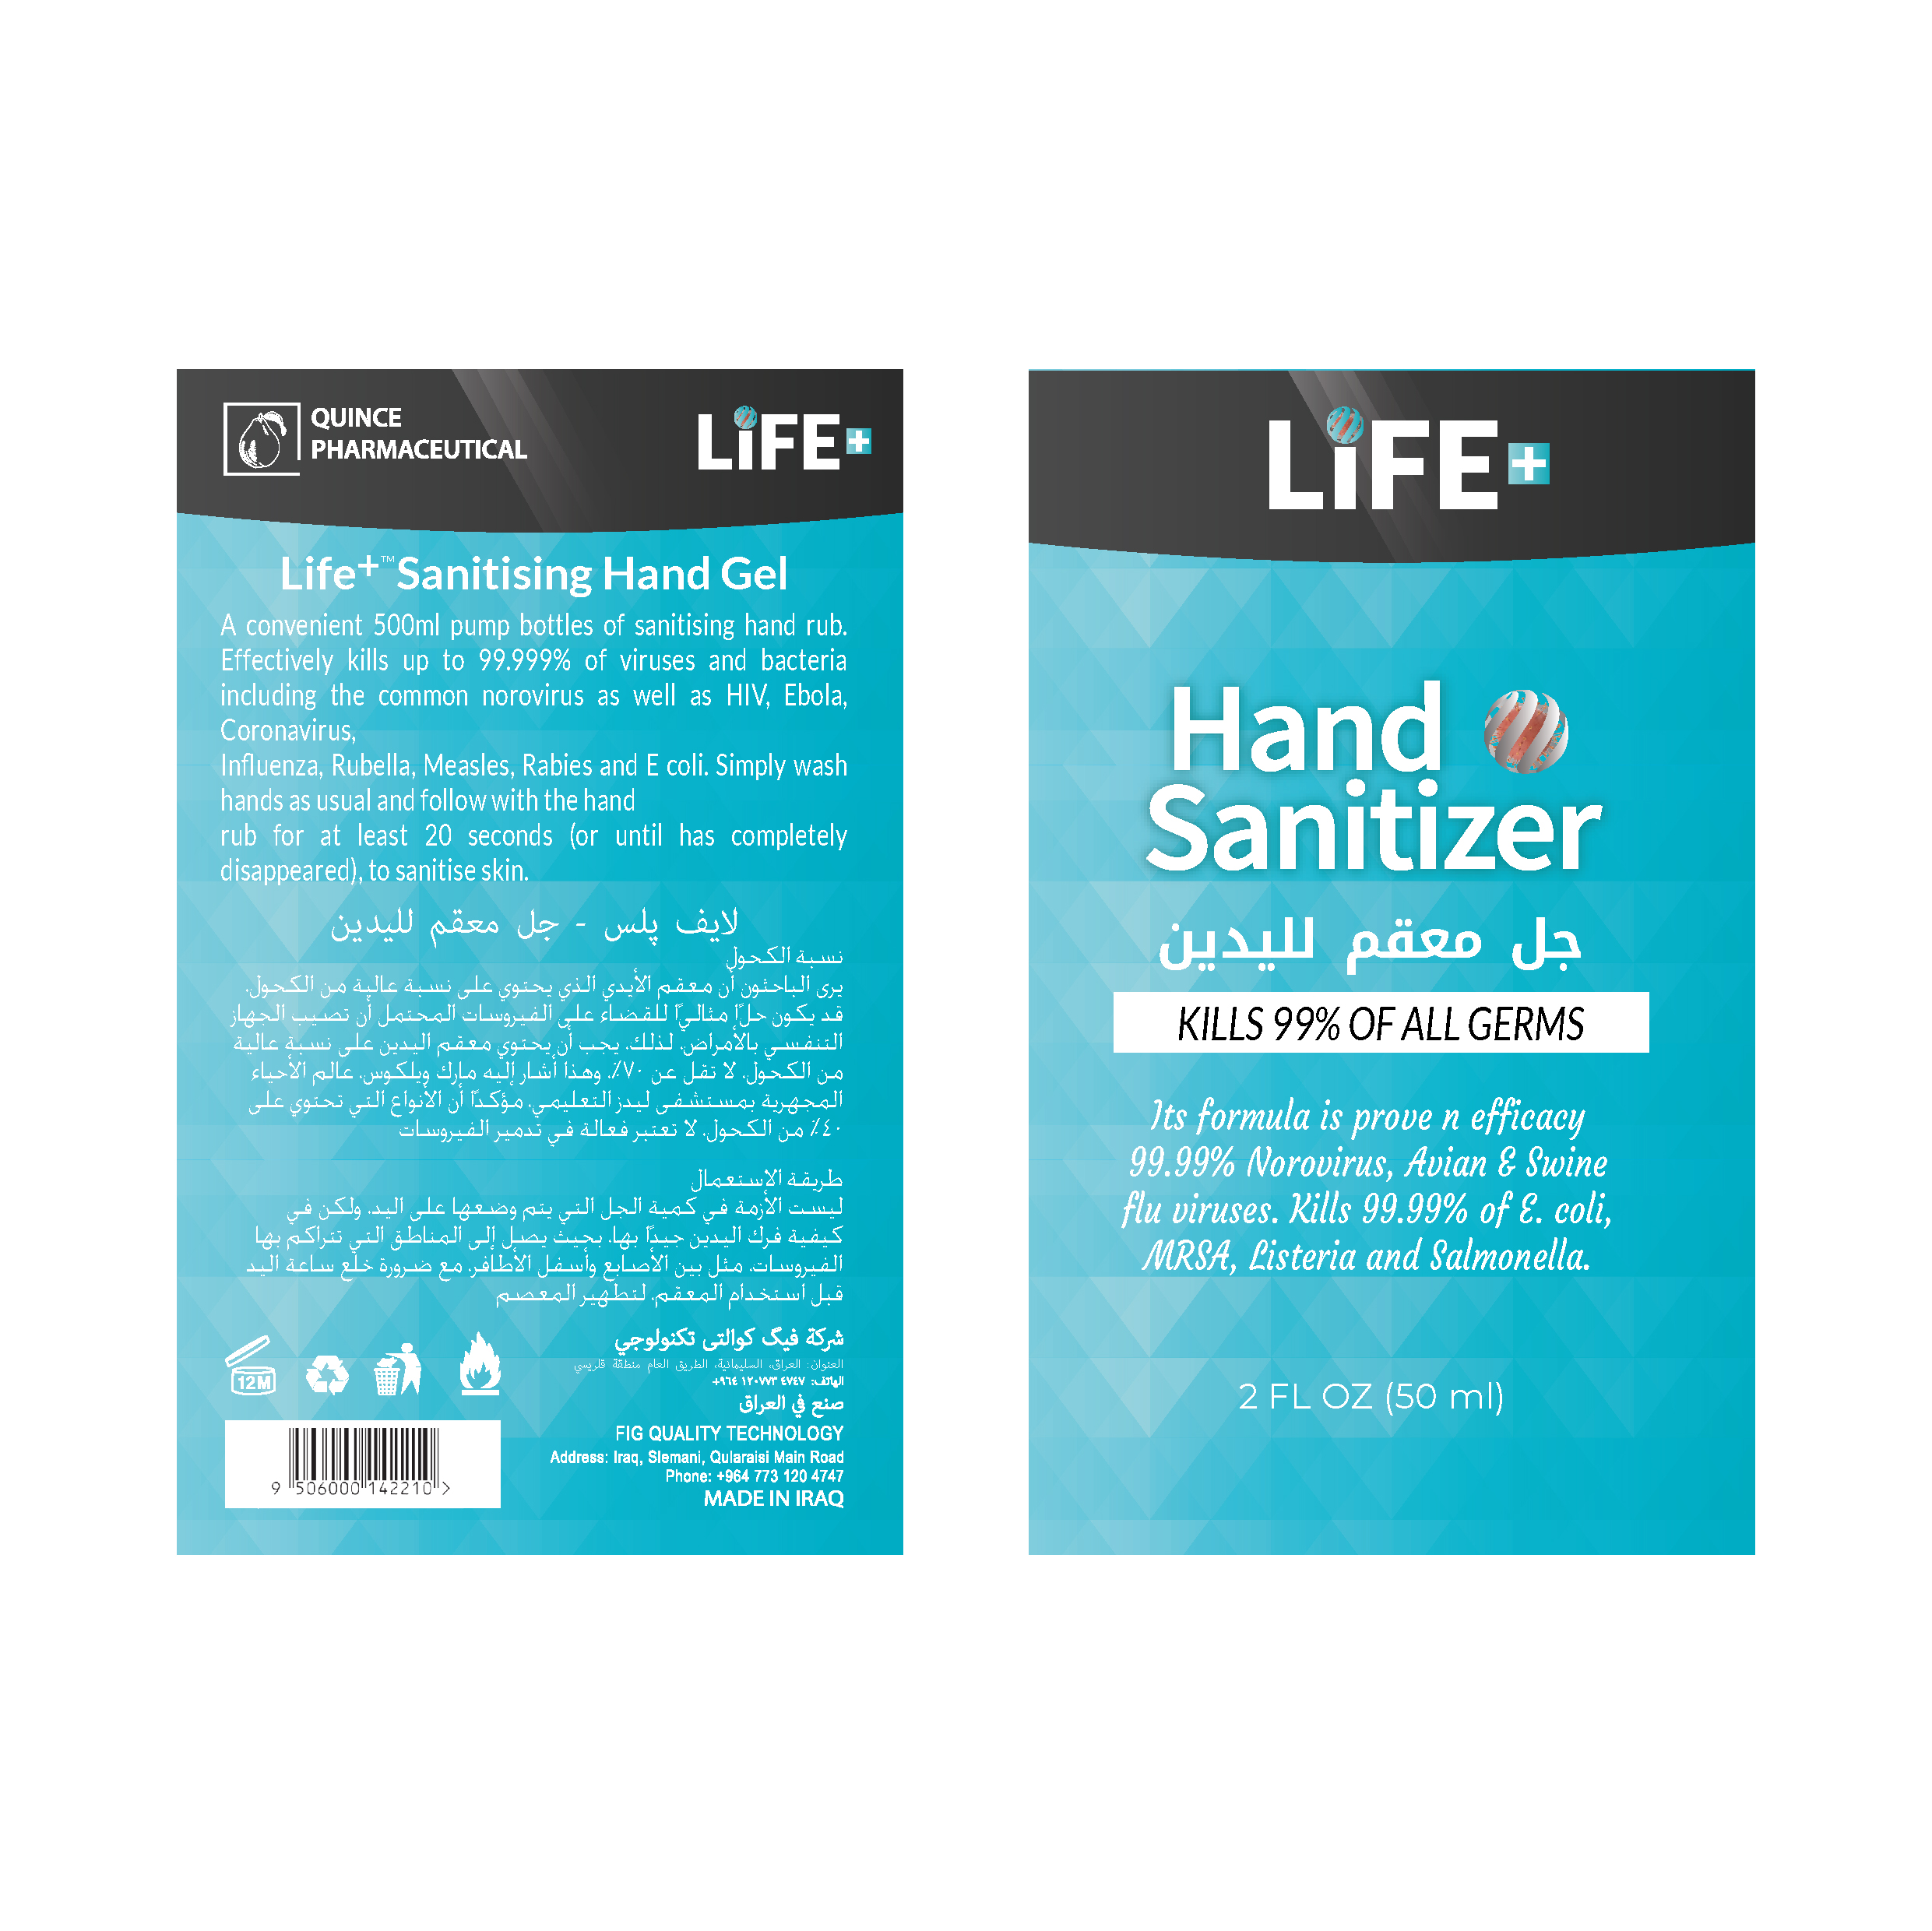 QUINCE
PHARMACEUTICAL
LiFE+
Life+™ Sanitising Hand Gel
A convenient 500ml pump bottles of sanitising hand rub.
Effectively kills up to 99.999% of viruses and bacteria
including the common norovirus as well as HIV, Ebola,
Coronavirus,
Influenza, Rubella, Measles, Rabies and E coli. Simply wash
hands as usual and follow with the hand
rub for at least 20 seconds (or until has completely
disappeared), to sanitise skin.
لايف پلس - جل معقم لليدين
نسبة الكحول
يرى الباحثون أن معقم الأيدي الذي يحتوي على نسبة عالية من الكحول،
قد يكون حلًا مثاليًا للقضاء على الفيروسات المحتمل أن تصيب الجهاز
التنفسي بالأمراض. لذلك، يجب أن يحتوي معقم اليدين على نسبة عالية
من الكحول، لا تقل عن ٧٠٪، وهذا أشار إليه مارك ويلكوس، عالم الأحياء
المجهرية بمستشفى ليدز التعليمي، مؤكدًا أن الأنواع التي تحتوي على
٤٠٪ من الكحول، لا تعتبر فعالة في تدمير الفيروسات
طريقة الإستعمال
ليست الأزمة في كمية الجل التي يتم وضعها على اليد، ولكن في
كيفية فرك اليدين جيدًا بها، بحيث يصل إلى المناطق التي تتراكم بها
الفيروسات، مثل بين الأصابع وأسفل الأظافر، مع ضرورة خلع ساعة اليد
قبل استخدام المعقم، لتطهير المعصم
شركة فيگ كوالتى تكنولوجي
العنوان: العراق، السليمانية، الطريق العام منطقة قلريسي
الهاتف: ٤٧٤٧ ١٢٠٧٧٣ ٩٦٤+
صنع في العراق
FIG QUALITY TECHNOLOGY
Address: Iraq, Slemani, Qularaisi Main Road
Phone: +964 773 120 4747
MADE IN IRAQ
12M
9 506000 142210 >
LiFE+
Hand
Sanitizer
جل معقم لليدين
KILLS 99% OF ALL GERMS
Its formula is prove n efficacy
99.99% Norovirus, Avian & Swine
flu viruses. Kills 99.99% of E. coli,
MRSA, Listeria and Salmonella.
2 FL OZ (50 ml)